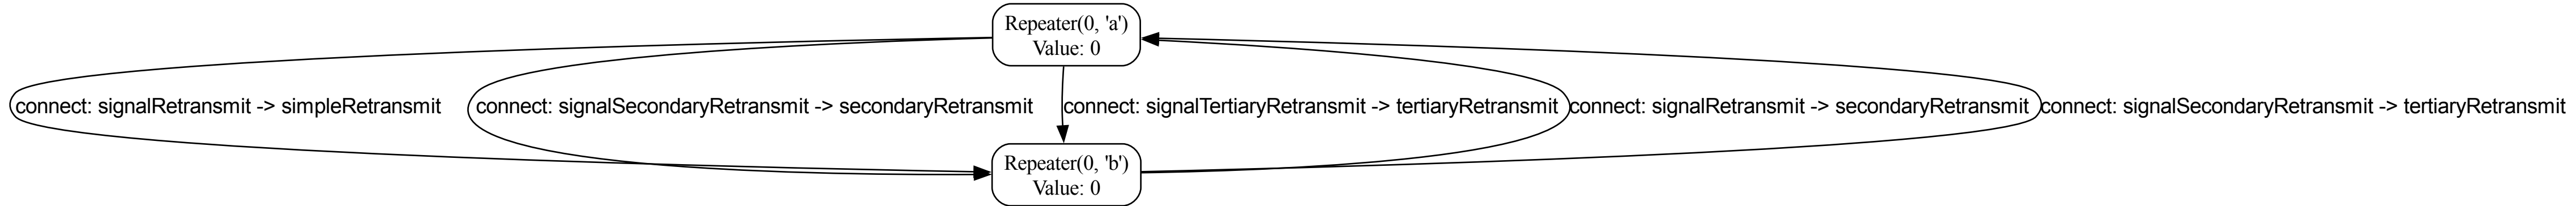 Repeater(0, 'a')
Value: 0
connect: signalRetransmit -> simpleRetransmit
connect: signalSecondaryRetransmit -> secondaryRetransmit
connect: signalTertiaryRetransmit -> tertiaryRetransmit
connect: signalRetransmit -> secondaryRetransmit
connect: signalSecondaryRetransmit -> tertiaryRetransmit
Repeater(0, 'b')
Value: 0